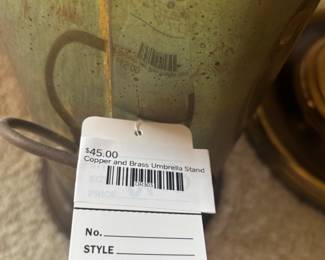 $45.00
Copper and Brass Umbrella Stand
No.
STYLE